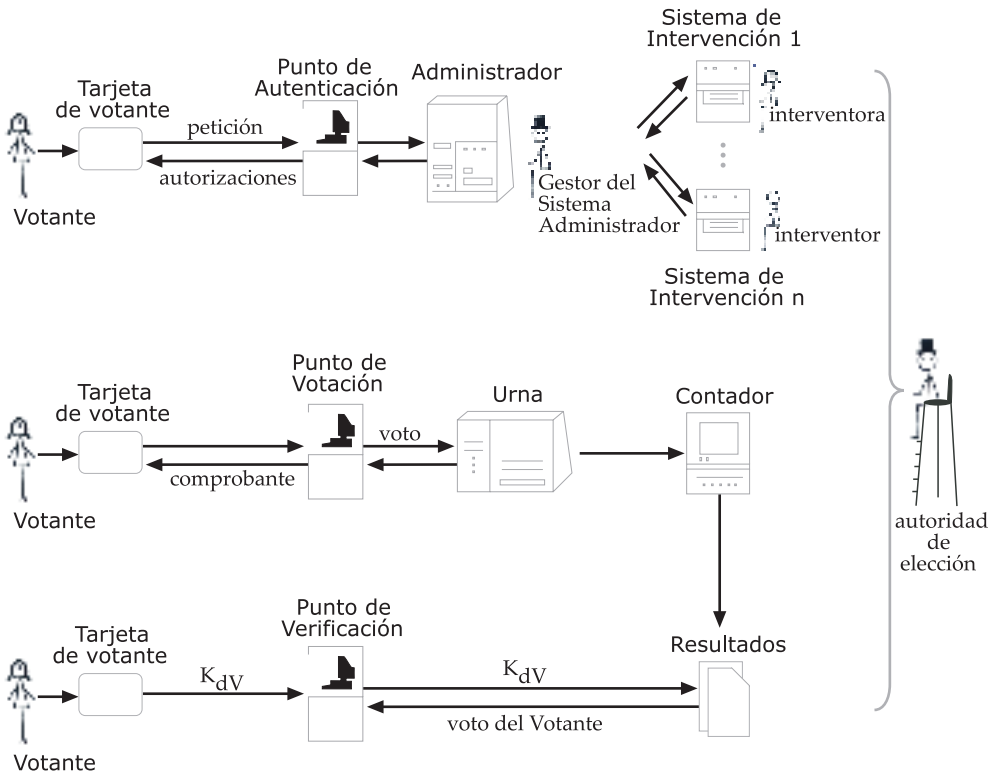 Sistema de
Intervención 1
Punto de
Autenticación
Administrador
Tarjeta
de votante
petición
autorizaciones
Votante
Gestor del
Sistema
Administrador
interventora
interventor
Sistema de
Intervención n
Punto de
Votación
Tarjeta
de votante
Urna
Contador
voto
comprobante
Votante
autoridad
de
elección
Punto de
Verificación
Tarjeta
de votante
Resultados
KdV
KdV
voto del Votante
Votante